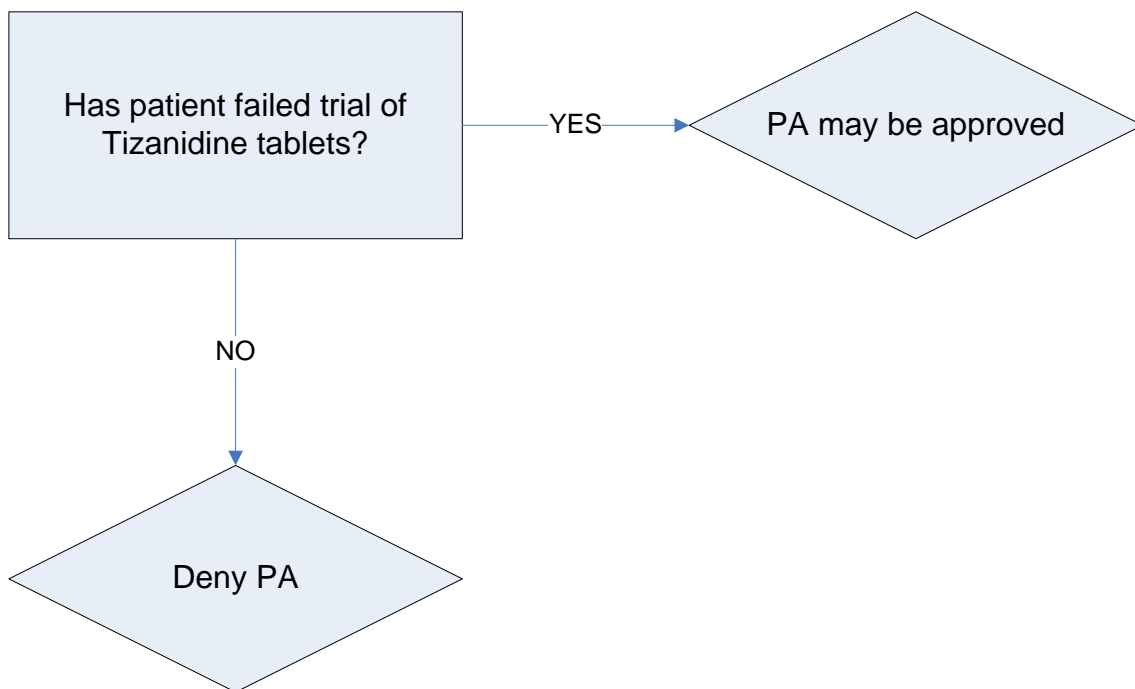 Has patient failed trial of
Tizanidine tablets?
YES
PA may be approved
NO
Deny PA